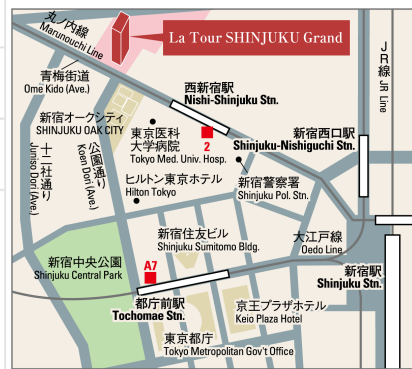 丸ノ内線
Marunouchi Line
La Tour SHINJUKU Grand
青梅街道
Ome Kido (Ave.)
西新宿駅
Nishi-Shinjuku Stn.
JR線 JR Line
新宿オークシティ
SHINJUKU OAK CITY
東京医科
大学病院
Tokyo Med. Univ. Hosp.
2
新宿西口駅
Shinjuku-Nishiguchi Stn.
十二社通り
Juniso Dori (Ave.)
公園通り
Koen Dori (Ave.)
ヒルトン東京ホテル
Hilton Tokyo
新宿警察署
Shinjuku Pol. Stn.
新宿住友ビル
Shinjuku Sumitomo Bldg.
大江戸線
Oedo Line
新宿中央公園
Shinjuku Central Park
A7
新宿駅
Shinjuku Stn.
都庁前駅
Tochomae Stn.
京王プラザホテル
Keio Plaza Hotel
東京都庁
Tokyo Metropolitan Gov't Office